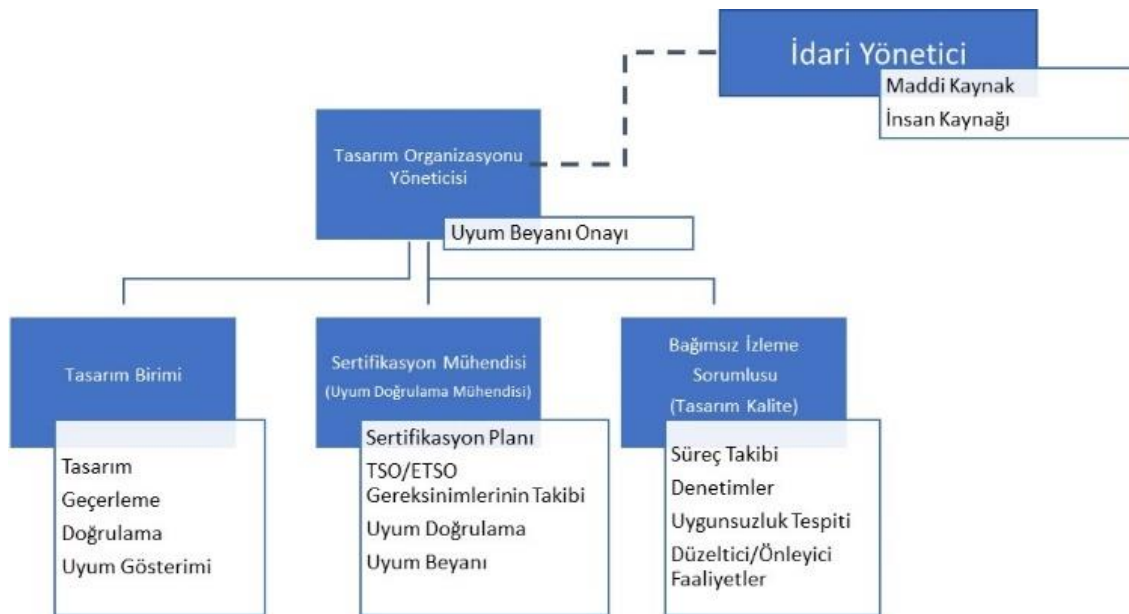 İdari Yönetici
Maddi Kaynak
İnsan Kaynağı
Tasarım Organizasyonu
Yöneticisi
Uyum Beyanı Onayı
Tasarım Birimi
Tasarım
Geçerleme
Doğrulama
Uyum Gösterimi
Sertifikasyon Mühendisi
(Uyum Doğrulama Mühendisi)
Sertifikasyon Planı
TSO/ETSO
Gereksinimlerinin Takibi
Uyum Doğrulama
Uyum Beyanı
Bağımsız İzleme
Sorumlusu
(Tasarım Kalite)
Süreç Takibi
Denetimler
Uygunsuzluk Tespiti
Düzeltici/Önleyici
Faaliyetler